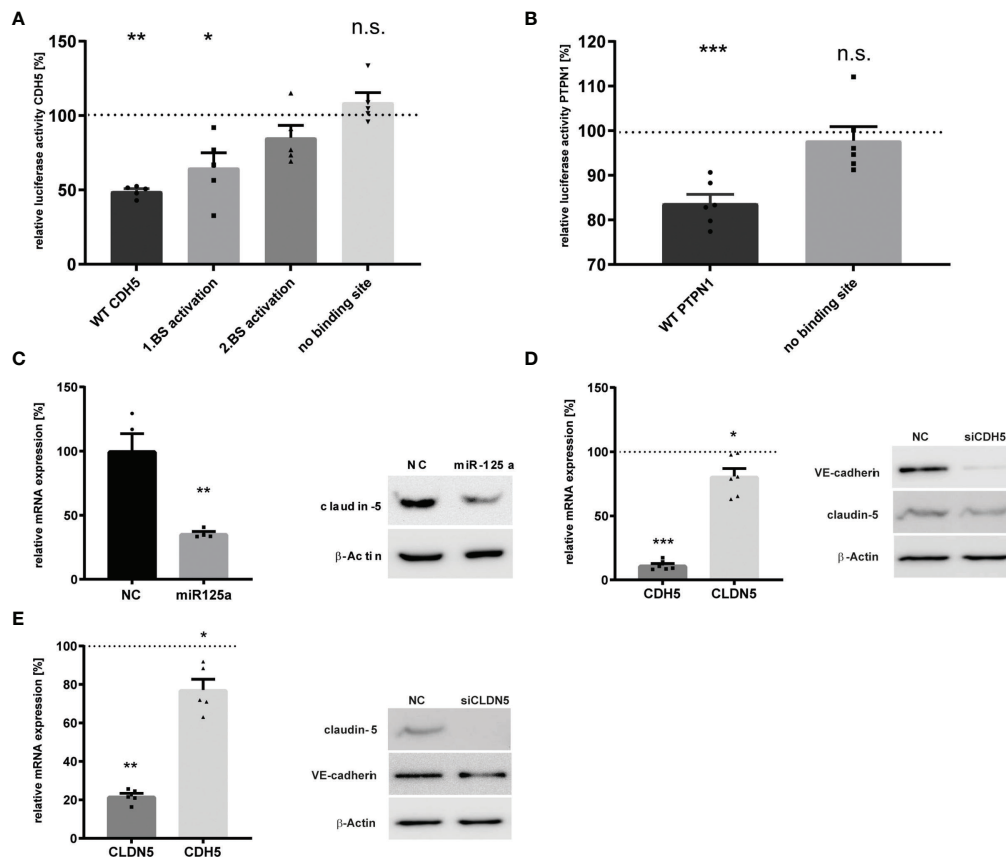 A
relative luciferase activity CDH5 [%]
150
100
50
0
**
*
n.s.
WT CDH5
1.BS activation
2.BS activation
no binding site
B
relative luciferase activity PTPN1 [%]
120
110
100
90
80
70
***
n.s.
WT PTPN1
no binding site
C
relative mRNA expression [%]
150
100
50
0
**
NC
miR125a
NC miR-125a
claudin-5
β-Actin
D
relative mRNA expression [%]
150
100
50
0
***
*
CDH5
CLDN5
NC siCDH5
VE-cadherin
claudin-5
β-Actin
E
relative mRNA expression [%]
100
80
60
40
20
0
**
*
CLDN5
CDH5
NC siCLDN5
claudin-5
VE-cadherin
β-Actin